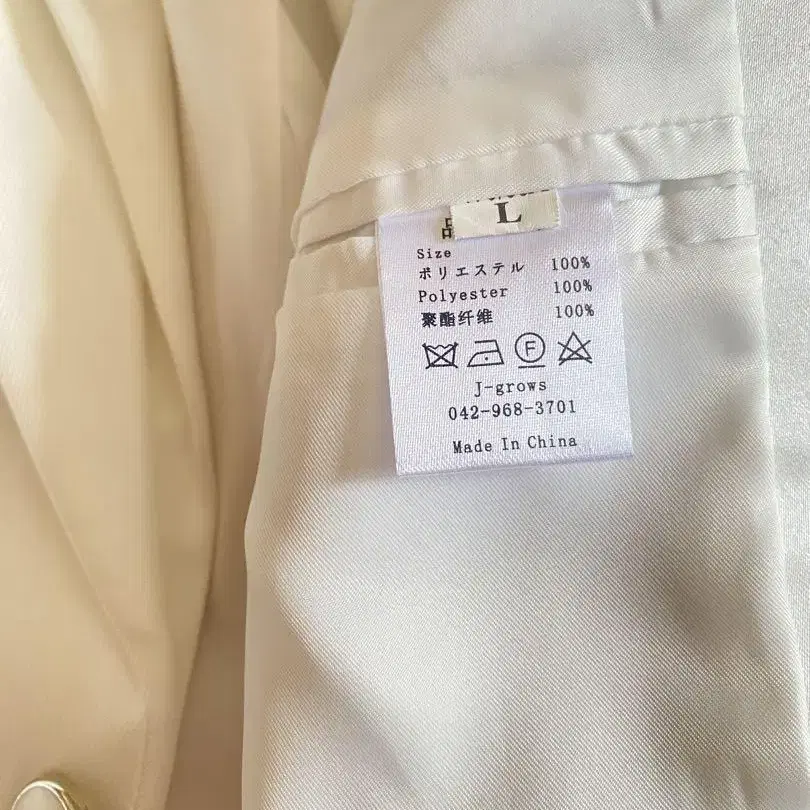 L
品
Size
ポリエステル 100%
Polyester 100%
聚酯纤维 100%
F
J-grows
042-968-3701
Made In China